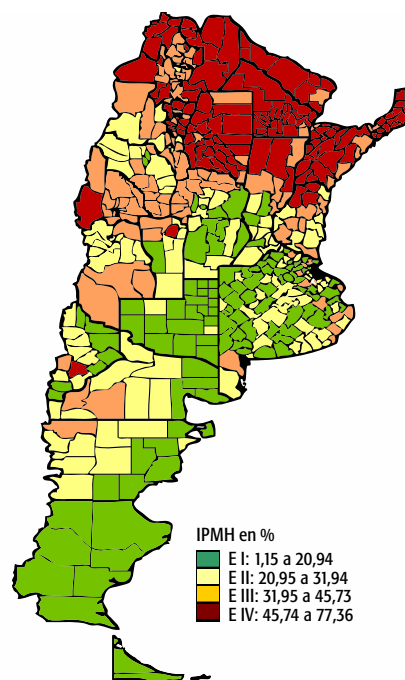 IPMH en %
E I: 1,15 a 20,94
E II: 20,95 a 31,94
E III: 31,95 a 45,73
E IV: 45,74 a 77,36